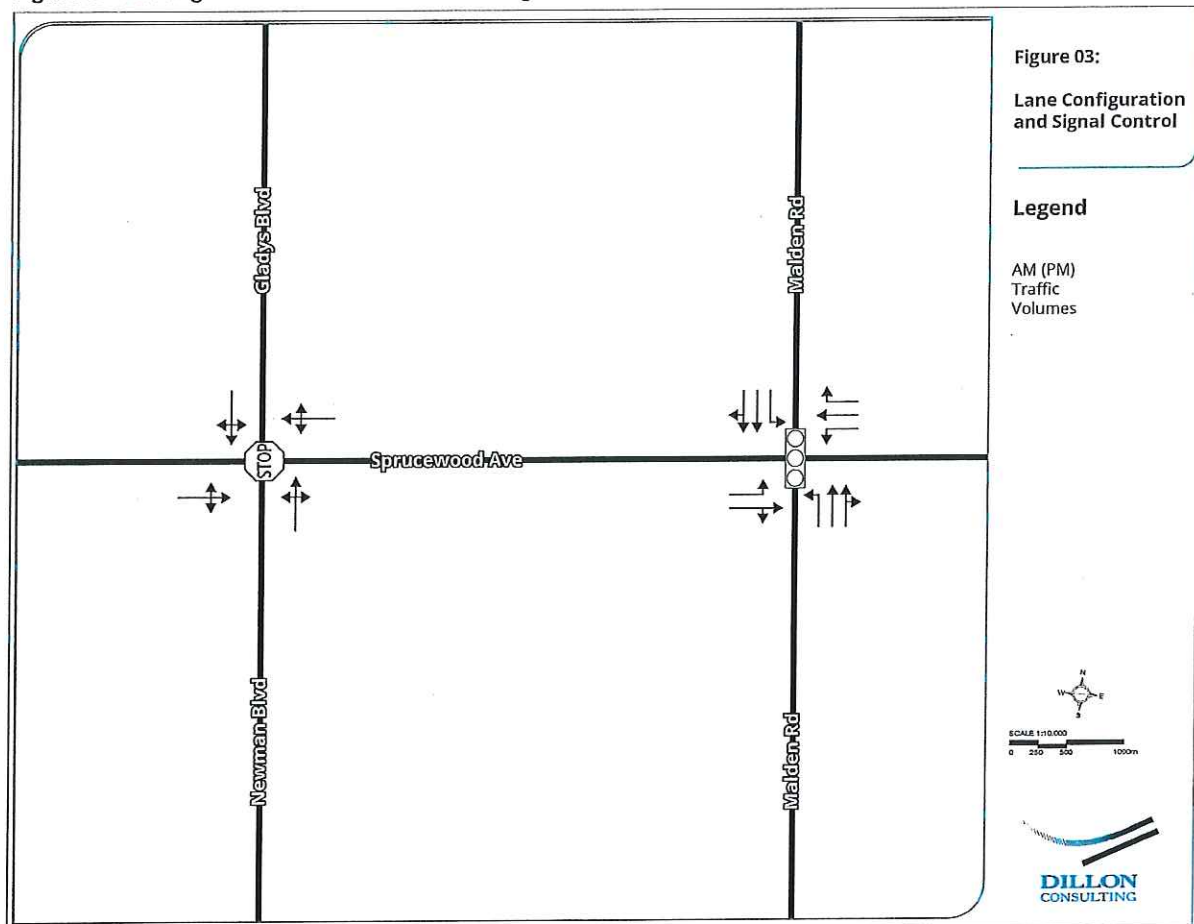 Figure 03:
Lane Configuration
and Signal Control
Legend
AM (PM)
Traffic
Volumes
Gladys Blvd
Malden Rd
STOP
Sprucewood Ave
Newman Blvd
Malden Rd
N
W
E
S
SCALE 1:10,000
0 250 500 1000m
DILLON
CONSULTING